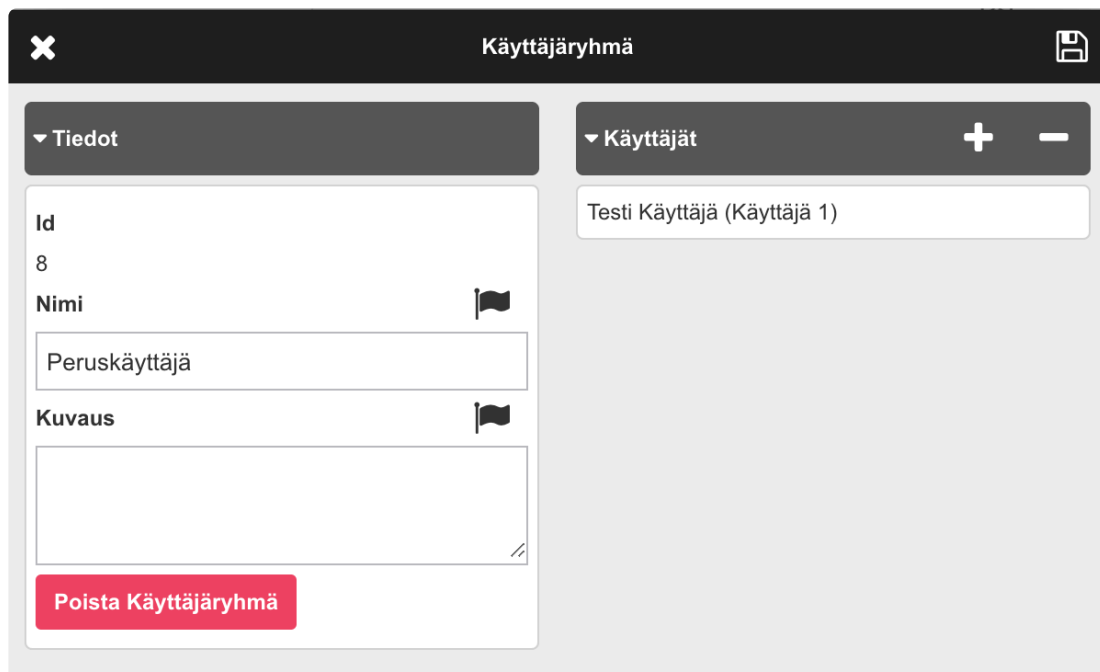 Käyttäjäryhmä
Tiedot
Id
8
Nimi
Peruskäyttäjä
Kuvaus
Poista Käyttäjäryhmä
Käyttäjät
Testi Käyttäjä (Käyttäjä 1)